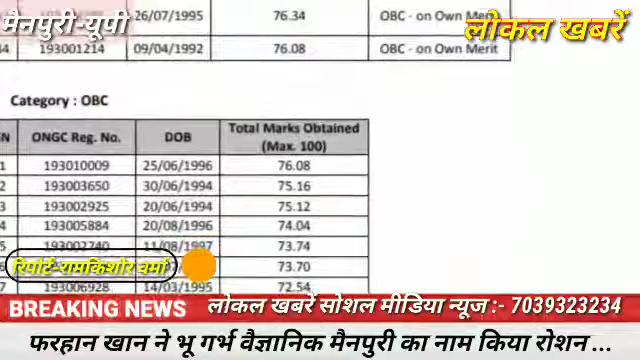 मैनपुरी-यूपी
लोकल खबरें
26/07/1995 76.34 OBC - on Own Merit
193001214 09/04/1992 76.08 OBC - on Own Merit
Category : OBC
ONGC Reg. No. DOB Total Marks Obtained (Max. 100)
1 193010009 25/06/1996 76.08
2 193003650 30/06/1994 75.16
3 193002925 20/06/1994 75.12
4 193005884 20/08/1996 74.04
5 193002740 11/08/1997 73.74
73.70
7 193006928 14/03/1995 72.54
रिपोर्ट-रामकिशोर वर्मा
BREAKING NEWS लोकल खबरें सोशल मीडिया न्यूज :- 7039323234
फरहान खान ने भू गर्भ वैज्ञानिक मैनपुरी का नाम किया रोशन ...